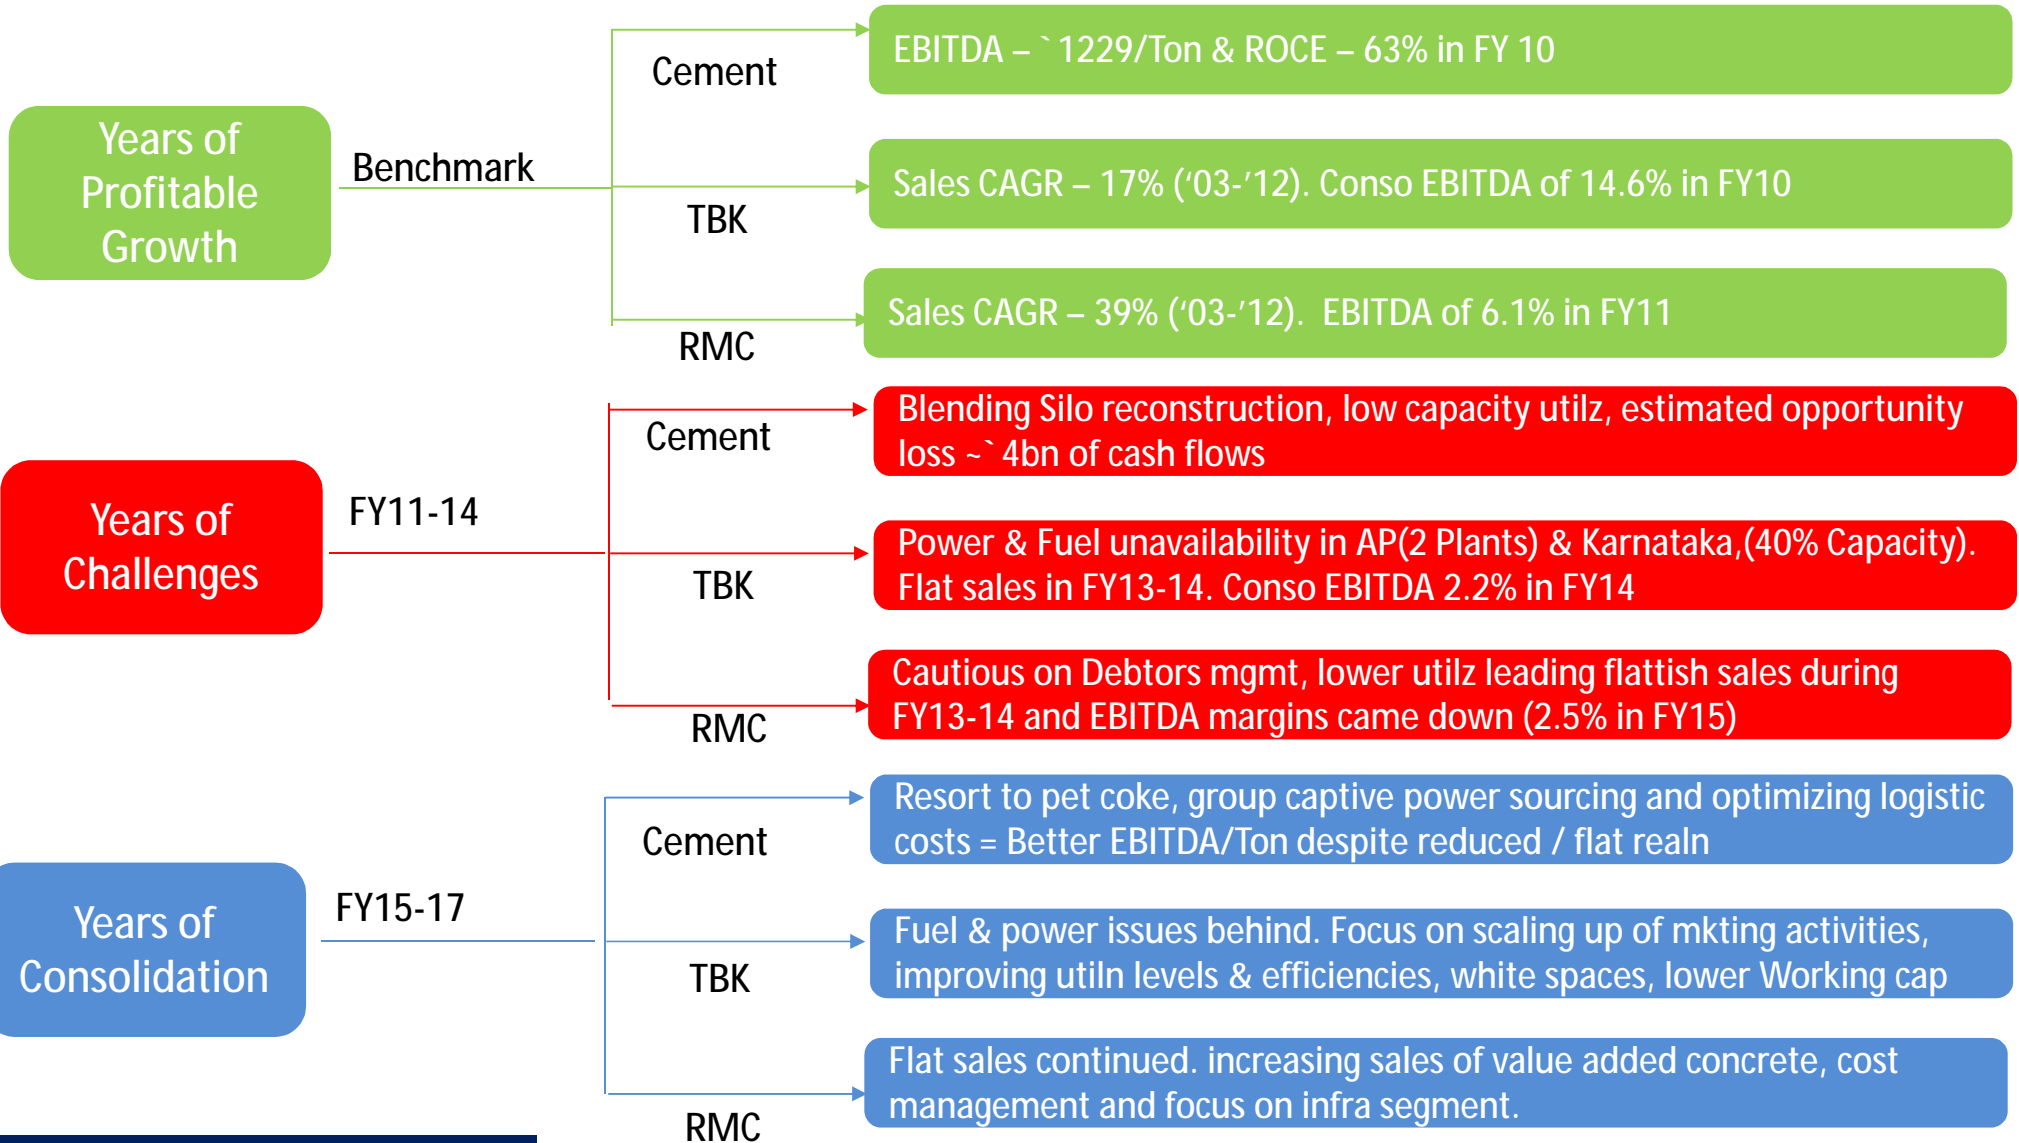 Years of
Profitable
Growth
Benchmark
Cement
EBITDA – ` 1229/Ton & ROCE – 63% in FY 10
TBK
Sales CAGR – 17% (‘03-’12). Conso EBITDA of 14.6% in FY10
RMC
Sales CAGR – 39% (‘03-’12).  EBITDA of 6.1% in FY11
Years of
Challenges
FY11-14
Cement
Blending Silo reconstruction, low capacity utilz, estimated opportunity
loss ~` 4bn of cash flows
TBK
Power & Fuel unavailability in AP(2 Plants) & Karnataka,(40% Capacity).
Flat sales in FY13-14. Conso EBITDA 2.2% in FY14
RMC
Cautious on Debtors mgmt, lower utilz leading flattish sales during
FY13-14 and EBITDA margins came down (2.5% in FY15)
Years of
Consolidation
FY15-17
Cement
Resort to pet coke, group captive power sourcing and optimizing logistic
costs = Better EBITDA/Ton despite reduced / flat realn
TBK
Fuel & power issues behind. Focus on scaling up of mkting activities,
improving utiln levels & efficiencies, white spaces, lower Working cap
RMC
Flat sales continued. increasing sales of value added concrete, cost
management and focus on infra segment.